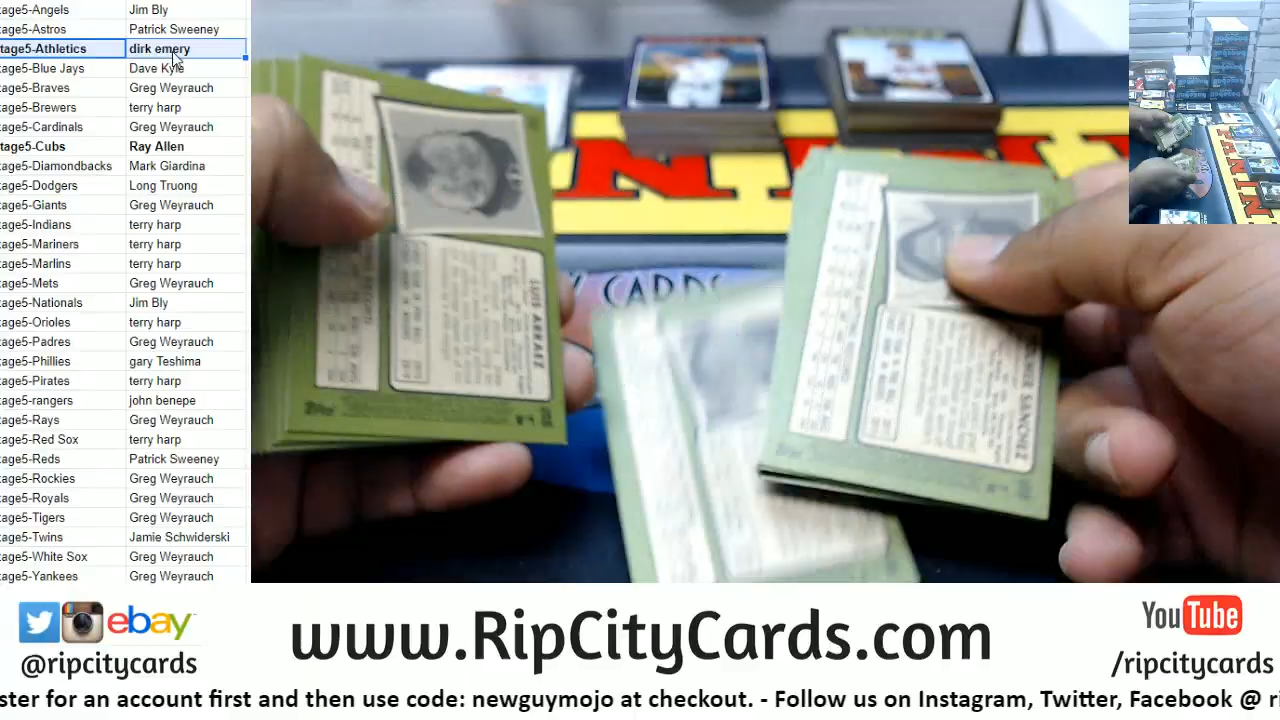 tage5-Angels Jim Bly
tage5-Astros Patrick Sweeney
tage5-Athletics dirk emery
tage5-Blue Jays Dave Kyle
tage5-Braves Greg Weyrauch
tage5-Brewers terry harp
tage5-Cardinals Greg Weyrauch
tage5-Cubs Ray Allen
tage5-Diamondbacks Mark Giardina
tage5-Dodgers Long Truong
tage5-Giants Greg Weyrauch
tage5-Indians terry harp
tage5-Mariners terry harp
tage5-Marlins terry harp
tage5-Mets Greg Weyrauch
tage5-Nationals Jim Bly
tage5-Orioles terry harp
tage5-Padres Greg Weyrauch
tage5-Phillies gary Teshima
tage5-Pirates terry harp
tage5-rangers john benepe
tage5-Rays Greg Weyrauch
tage5-Red Sox terry harp
tage5-Reds Patrick Sweeney
tage5-Rockies Greg Weyrauch
tage5-Royals Greg Weyrauch
tage5-Tigers Greg Weyrauch
tage5-Twins Jamie Schwiderski
tage5-White Sox Greg Weyrauch
tage5-Yankees Greg Weyrauch
LUIS ARRAEZ
SANCHEZ
Y CARDS
ebay
@ripcitycards
www.RipCityCards.com
YouTube
/ripcitycards
ster for an account first and then use code: newguymojo at checkout. - Follow us on Instagram, Twitter, Facebook @ ri